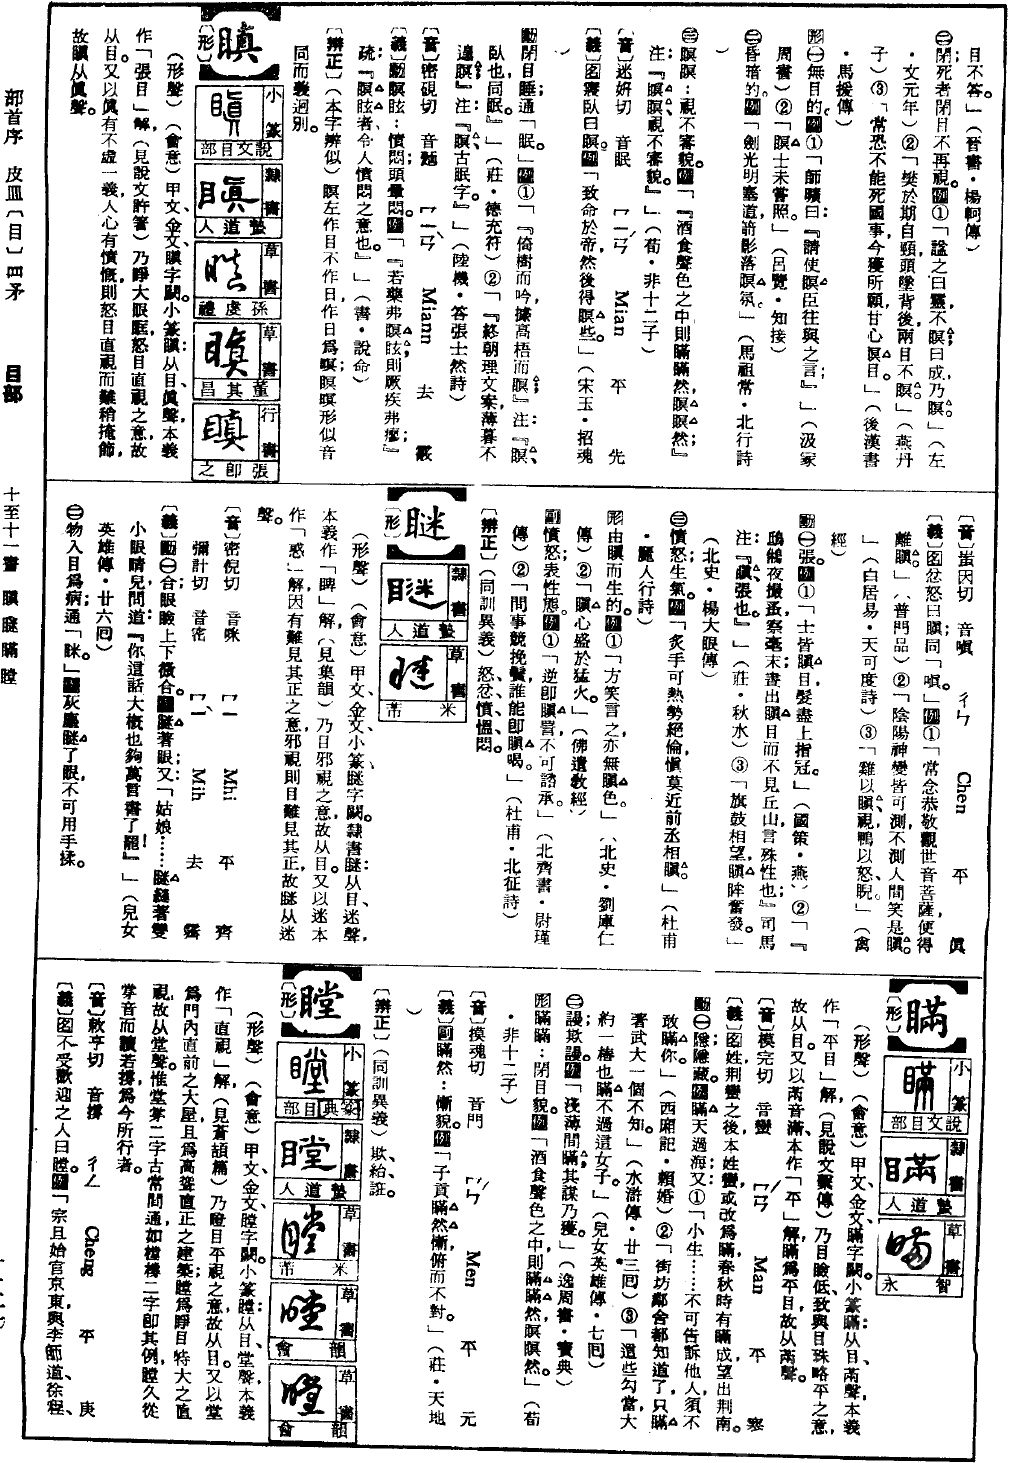 目不答。」（晉書・楊軻傳）
㊂閉死者閉目不再視。例①「諡之曰靈，不瞑；曰成，乃瞑。」（左
・文元年）②「樊於期自剄，頭墜背後，兩目不瞑。」（燕丹
子）③「常恐不能死國事，今獲所願，甘心瞑目。」（後漢書
・馬援傳）
形㊀無目的。例①「師曠曰：『請使瞑臣往與之言。』」（汲冢
周書）②「瞑士未嘗照。」（呂覽・知接）
㊁昏暗的。例「劍光明塞道，箭影落瞑氛。」（馬祖常・北行詩
）
㊂瞑瞑：視不審貌。例「『酒食聲色之中則瞞瞞然，瞑瞑然』
注：『瞑瞑，視不審貌。』」（荀・非十二子）
〔音〕迷姸切　音眠　ㄇㄧㄢˊ　Mian　平　先
〔義〕名寢臥曰瞑。例「致命於帝，然後得瞑些。」（宋玉・招魂
）
動閉目睡；通「眠。」例①「『倚樹而吟，據高梧而瞑』注：『瞑、
臥也，同眠。』」（莊・德充符）②「『終朝理文案，薄暮不
遑瞑』注：『瞑古眠字。』」（陸機・答張士然詩）
〔音〕密硯切　音麵　ㄇㄧㄢˋ　Miann　去　霰
〔義〕動瞑眩：憤悶；頭暈悶。例「『若藥弗瞑眩則厥疾弗瘳』
疏：『瞑眩者，令人憤悶之意也。』」（書・說命）
〔辨正〕（本字辨似）瞑左作目不作日，作日爲暝；瞑暝形似音
同而義迥別。
瞋
〔形〕
小篆　說文目部
隸書　蟄道人
草書　孫虔禮
草書　董其昌
行書　張卽之
（形聲）（會意）甲文、金文瞋字闕。小篆瞋：从目、眞聲，本義
作「張目」解（見說文許著）乃睜大眼眶，怒目直視之意，故
从目。又以眞有不虛一義，人心有憤慨，則怒目直視而難稍掩飾，
故瞋从眞聲。
〔音〕蚩因切　音嗔　ㄔㄣ　Chen　平　眞
〔義〕名忿怒曰瞋；同「嗔。」例①「常念恭敬觀世音菩薩，便得
離瞋。」（普門品）②「陰陽神變皆可測，不測人間笑是瞋。
」（白居易・天可度詩）③「雞以瞋視，鴨以怒睨」（禽
經）
動㊀張。例①「士皆瞋目，髮盡上指冠。」（國策・燕）②「『
鴟鵂夜撮蚤，察毫末，晝出瞋目而不見丘山，言殊性也』司馬
注：『瞋、張也。』」（莊・秋水）③「旗鼓相望，瞋眸奮發。」
（北史・楊大眼傳）
㊁憤怒；生氣。例「炙手可熱勢絕倫，愼莫近前丞相瞋。」（杜甫
・麗人行詩）
形由瞋而生的。例①「方笑言之，亦無瞋色。」（北史・劉庫仁
傳）②「瞋心盛於猛火。」（佛遺敎經）
副憤怒表性態。例①「逆卽瞋詈，不可諮承。」（北齊書・尉瑾
傳）②「問事競挽鬚，誰能卽瞋喝。」（杜甫・北征詩）
〔辨正〕（同訓異義）怒、忿、憤、慍、悶。
瞇
〔形〕
隸書　蟄道人
草書　米芾
（形聲）（會意）甲文、金文、小篆瞇字闕。隸書瞇：从目、迷聲，
本義作「睥」解（見集韻）乃目邪視之意，故从目。又以迷本
作「惑」解，因有難見其正之意，邪視則目難見其正，故瞇从迷
聲。
〔音〕密倪切　音咪　ㄇㄧ　Mhi　平　齊
彌計切　音密　ㄇㄧˋ　Mih　去　霽
〔義〕動㊀合眼；眼瞼上下微合。例瞇著眼；又「姑娘……瞇縫著雙
小眼睛兒問道：『你這話大槪也夠萬言書了罷！』」（兒女
英雄傳・廿六回）
㊁物入目爲病；通「眯。」例灰塵瞇了眼，不可用手揉。
瞞
〔形〕
小篆　說文目部
隸書　蟄道人
草書　智永
（形聲）（會意）甲文、金文瞞字闕。小篆瞞：从目、㒼聲，本義
作「平目」解（見說文繫傳）乃目瞼低致與目珠略平之意，
故从目。又以㒼音滿，本作「平」解，瞞爲平目，故从㒼聲。
〔音〕模完切　音蠻　ㄇㄢˊ　Man　平　寒
〔義〕名姓，荆蠻之後，本姓蠻，或改爲瞞，春秋時有瞞成，望出荆南。
動㊀隱；隱藏。例瞞天過海；又①「小生……不可告訴他人，須不
敢瞞你。」（西廂記・賴婚）②「街坊鄰舍都知道了，只瞞
著武大一個不知。」（水滸傳・廿三回）③「這些勾當，大
約一樁也瞞不過這女子。」（兒女英雄傳・七回）
㊁謾；欺謾。例「淺薄閒瞞，其謀乃獲。」（逸周書・寶典）
形瞞瞞：閉目貌。例「酒食聲色之中則瞞瞞然，瞑瞑然。」（荀
・非十二子）
〔音〕摸魂切　音門　ㄇㄣˊ　Men　平　元
〔義〕副瞞然：慚貌。例「子貢瞞然慚，俯而不對。」（莊・天地
）
〔辨正〕（同訓異義）欺、紿、誑。
瞠
〔形〕
小篆　篆典目部
隸書　蟄道人
草書　米芾
草書　韻會
草書　韻會
（形聲）（會意）甲文、金文瞠字闕。小篆瞠：从目、堂聲，本義
作「直視」解（見蒼頡篇）乃瞪目平視之意，故从目。又以堂
爲門內直前之大屋，且爲高聳直正之建築；瞠爲睜目特大之直
視，故从堂聲。惟堂㝵二字古常間通，如樘橕二字卽其例，瞠久從
掌音而讀若撐，爲今所行者。
〔音〕敕亨切　音撐　ㄔㄥ　Cheng　平　庚
〔義〕名不受歡迎之人曰瞠。例「宗旦始官京東，與李師道、徐程、
部首序　皮皿〔目〕罒矛　目部　十至十一畫　瞋瞇瞞瞠